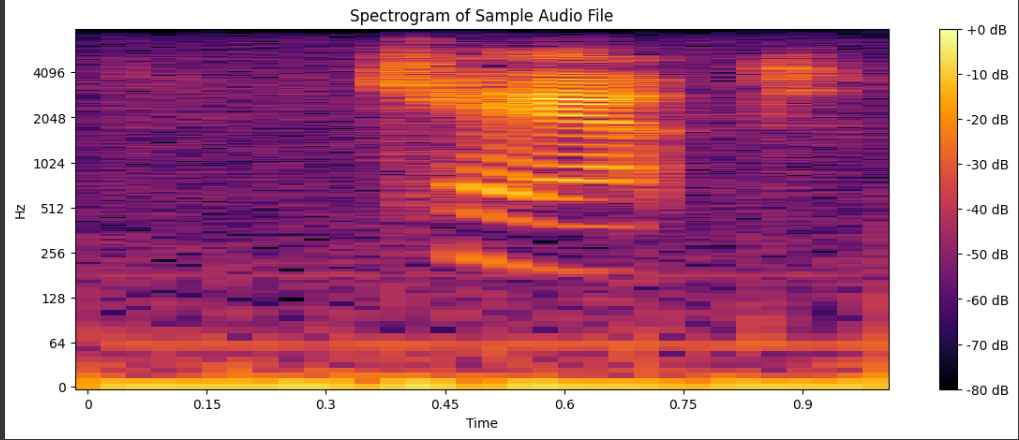 Spectrogram of Sample Audio File
Hz
4096
2048
1024
512
256
128
64
0
0 0.15 0.3 0.45 0.6 0.75 0.9
Time
+0 dB
-10 dB
-20 dB
-30 dB
-40 dB
-50 dB
-60 dB
-70 dB
-80 dB